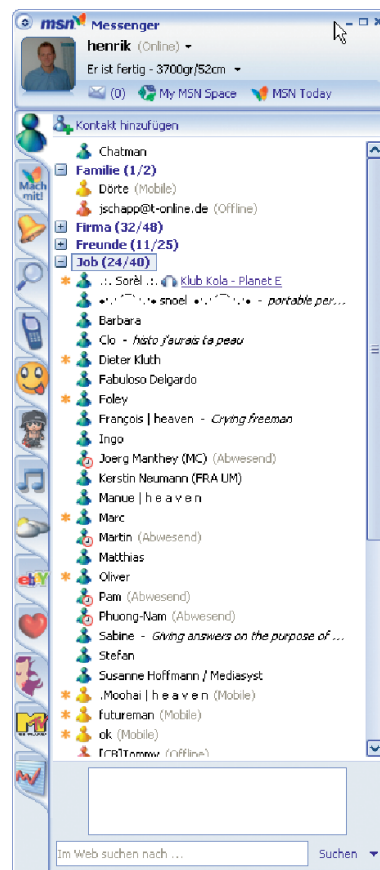 msn Messenger
henrik (Online)
Er ist fertig - 3700gr/52cm
(0) My MSN Space MSN Today
Kontakt hinzufügen
Chatman
Familie (1/2)
Mach mit!
Dörte (Mobile)
jschapp@t-online.de (Offline)
Firma (32/48)
Freunde (11/25)
Job (24/40)
.:. Sorèl .:. Klub Kola - Planet E
snoel - portable per...
Barbara
Clo - histo j'aurais ta peau
Dieter Kluth
Fabuloso Delgardo
Foley
François | heaven - Crying freeman
Ingo
Joerg Manthey (MC) (Abwesend)
Kerstin Neumann (FRA UM)
Manue | h e a v e n
Marc
Martin (Abwesend)
Matthias
ebY
Oliver
Pam (Abwesend)
Phuong-Nam (Abwesend)
Sabine - Giving answers on the purpose of ...
Stefan
Susanne Hoffmann / Mediasyst
.Moohai | h e a v e n (Mobile)
MTV
futureman (Mobile)
ok (Mobile)
[CB]Tommy (Offline)
Im Web suchen nach ... Suchen